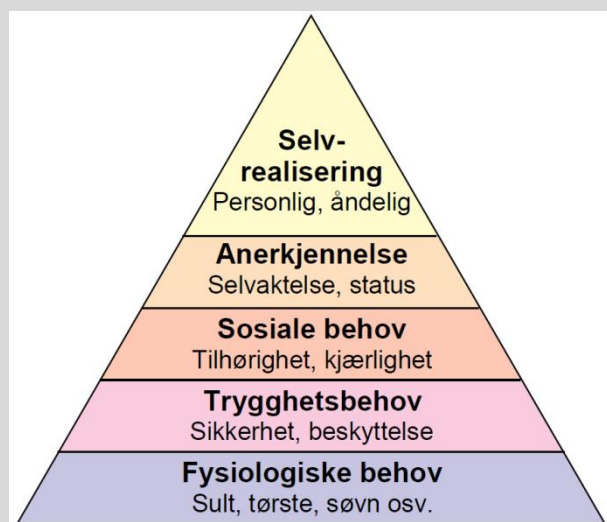 Selv-
realisering
Personlig, åndelig
Anerkjennelse
Selvaktelse, status
Sosiale behov
Tilhørighet, kjærlighet
Trygghetsbehov
Sikkerhet, beskyttelse
Fysiologiske behov
Sult, tørste, søvn osv.